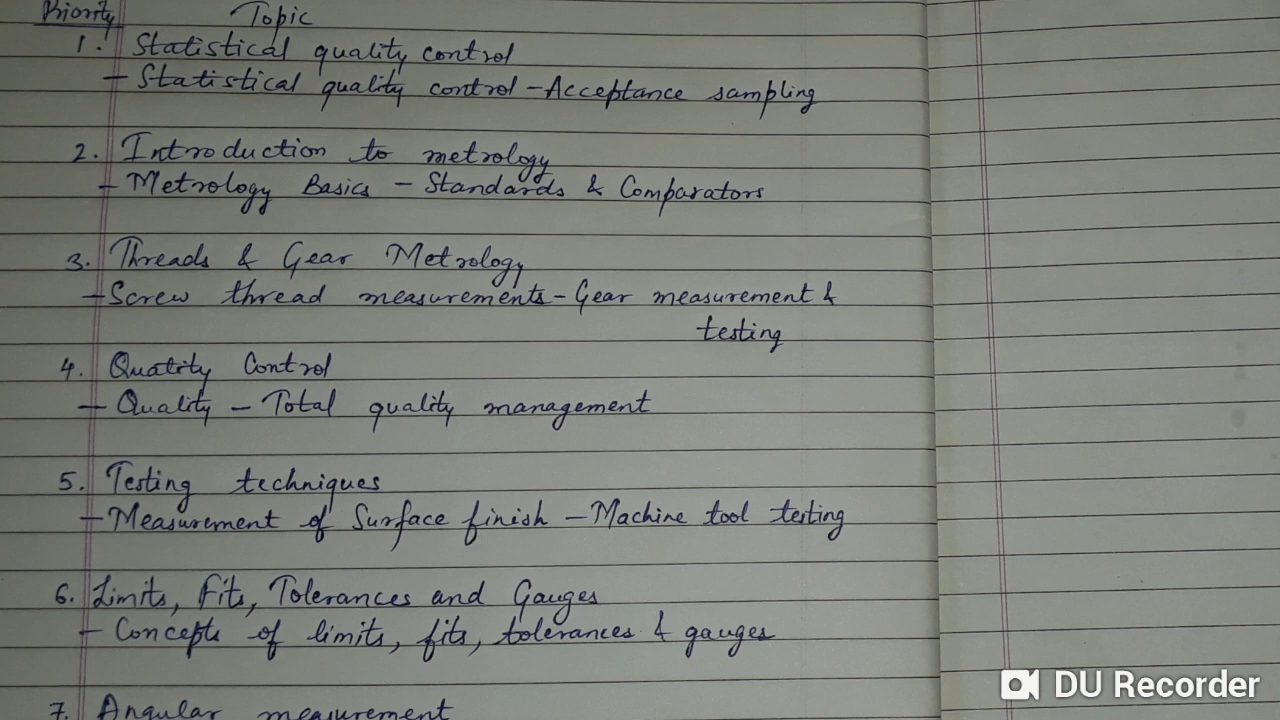 Priority Topic
1. Statistical quality control
- Statistical quality control - Acceptance sampling
2. Introduction to metrology
- Metrology Basics - Standards & Comparators
3. Threads & Gear Metrology
- Screw thread measurements - Gear measurement &
testing
4. Quatity Control
- Quality - Total quality management
5. Testing techniques
- Measurement of Surface finish - Machine tool testing
6. Limits, Fits, Tolerances and Gauges
- Concepts of limits, fits, tolerances & gauges
7. Angular measurement
DU Recorder